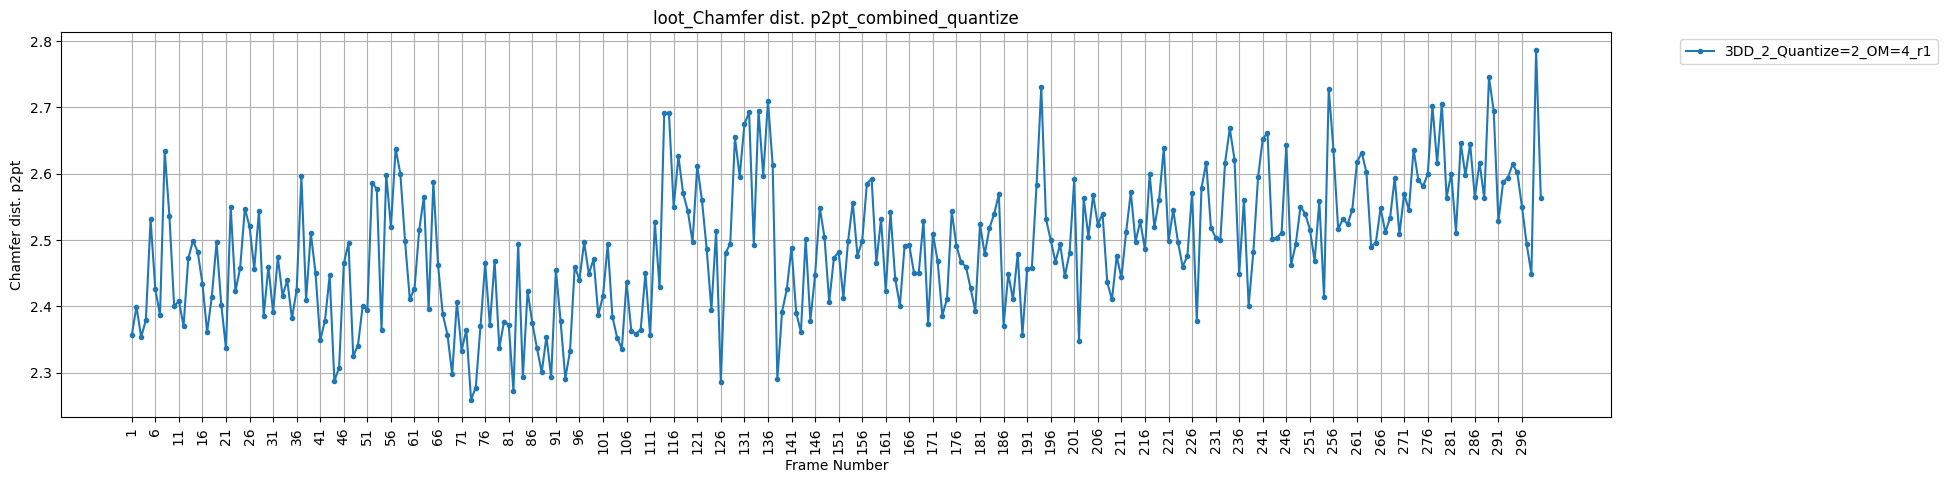 loot_Chamfer dist. p2pt_combined_quantize
3DD_2_Quantize=2_OM=4_r1
Chamfer dist. p2pt
2.8
2.7
2.6
2.5
2.4
2.3
1 6 11 16 21 26 31 36 41 46 51 56 61 66 71 76 81 86 91 96 101 106 111 116 121 126 131 136 141 146 151 156 161 166 171 176 181 186 191 196 201 206 211 216 221 226 231 236 241 246 251 256 261 266 271 276 281 286 291 296
Frame Number